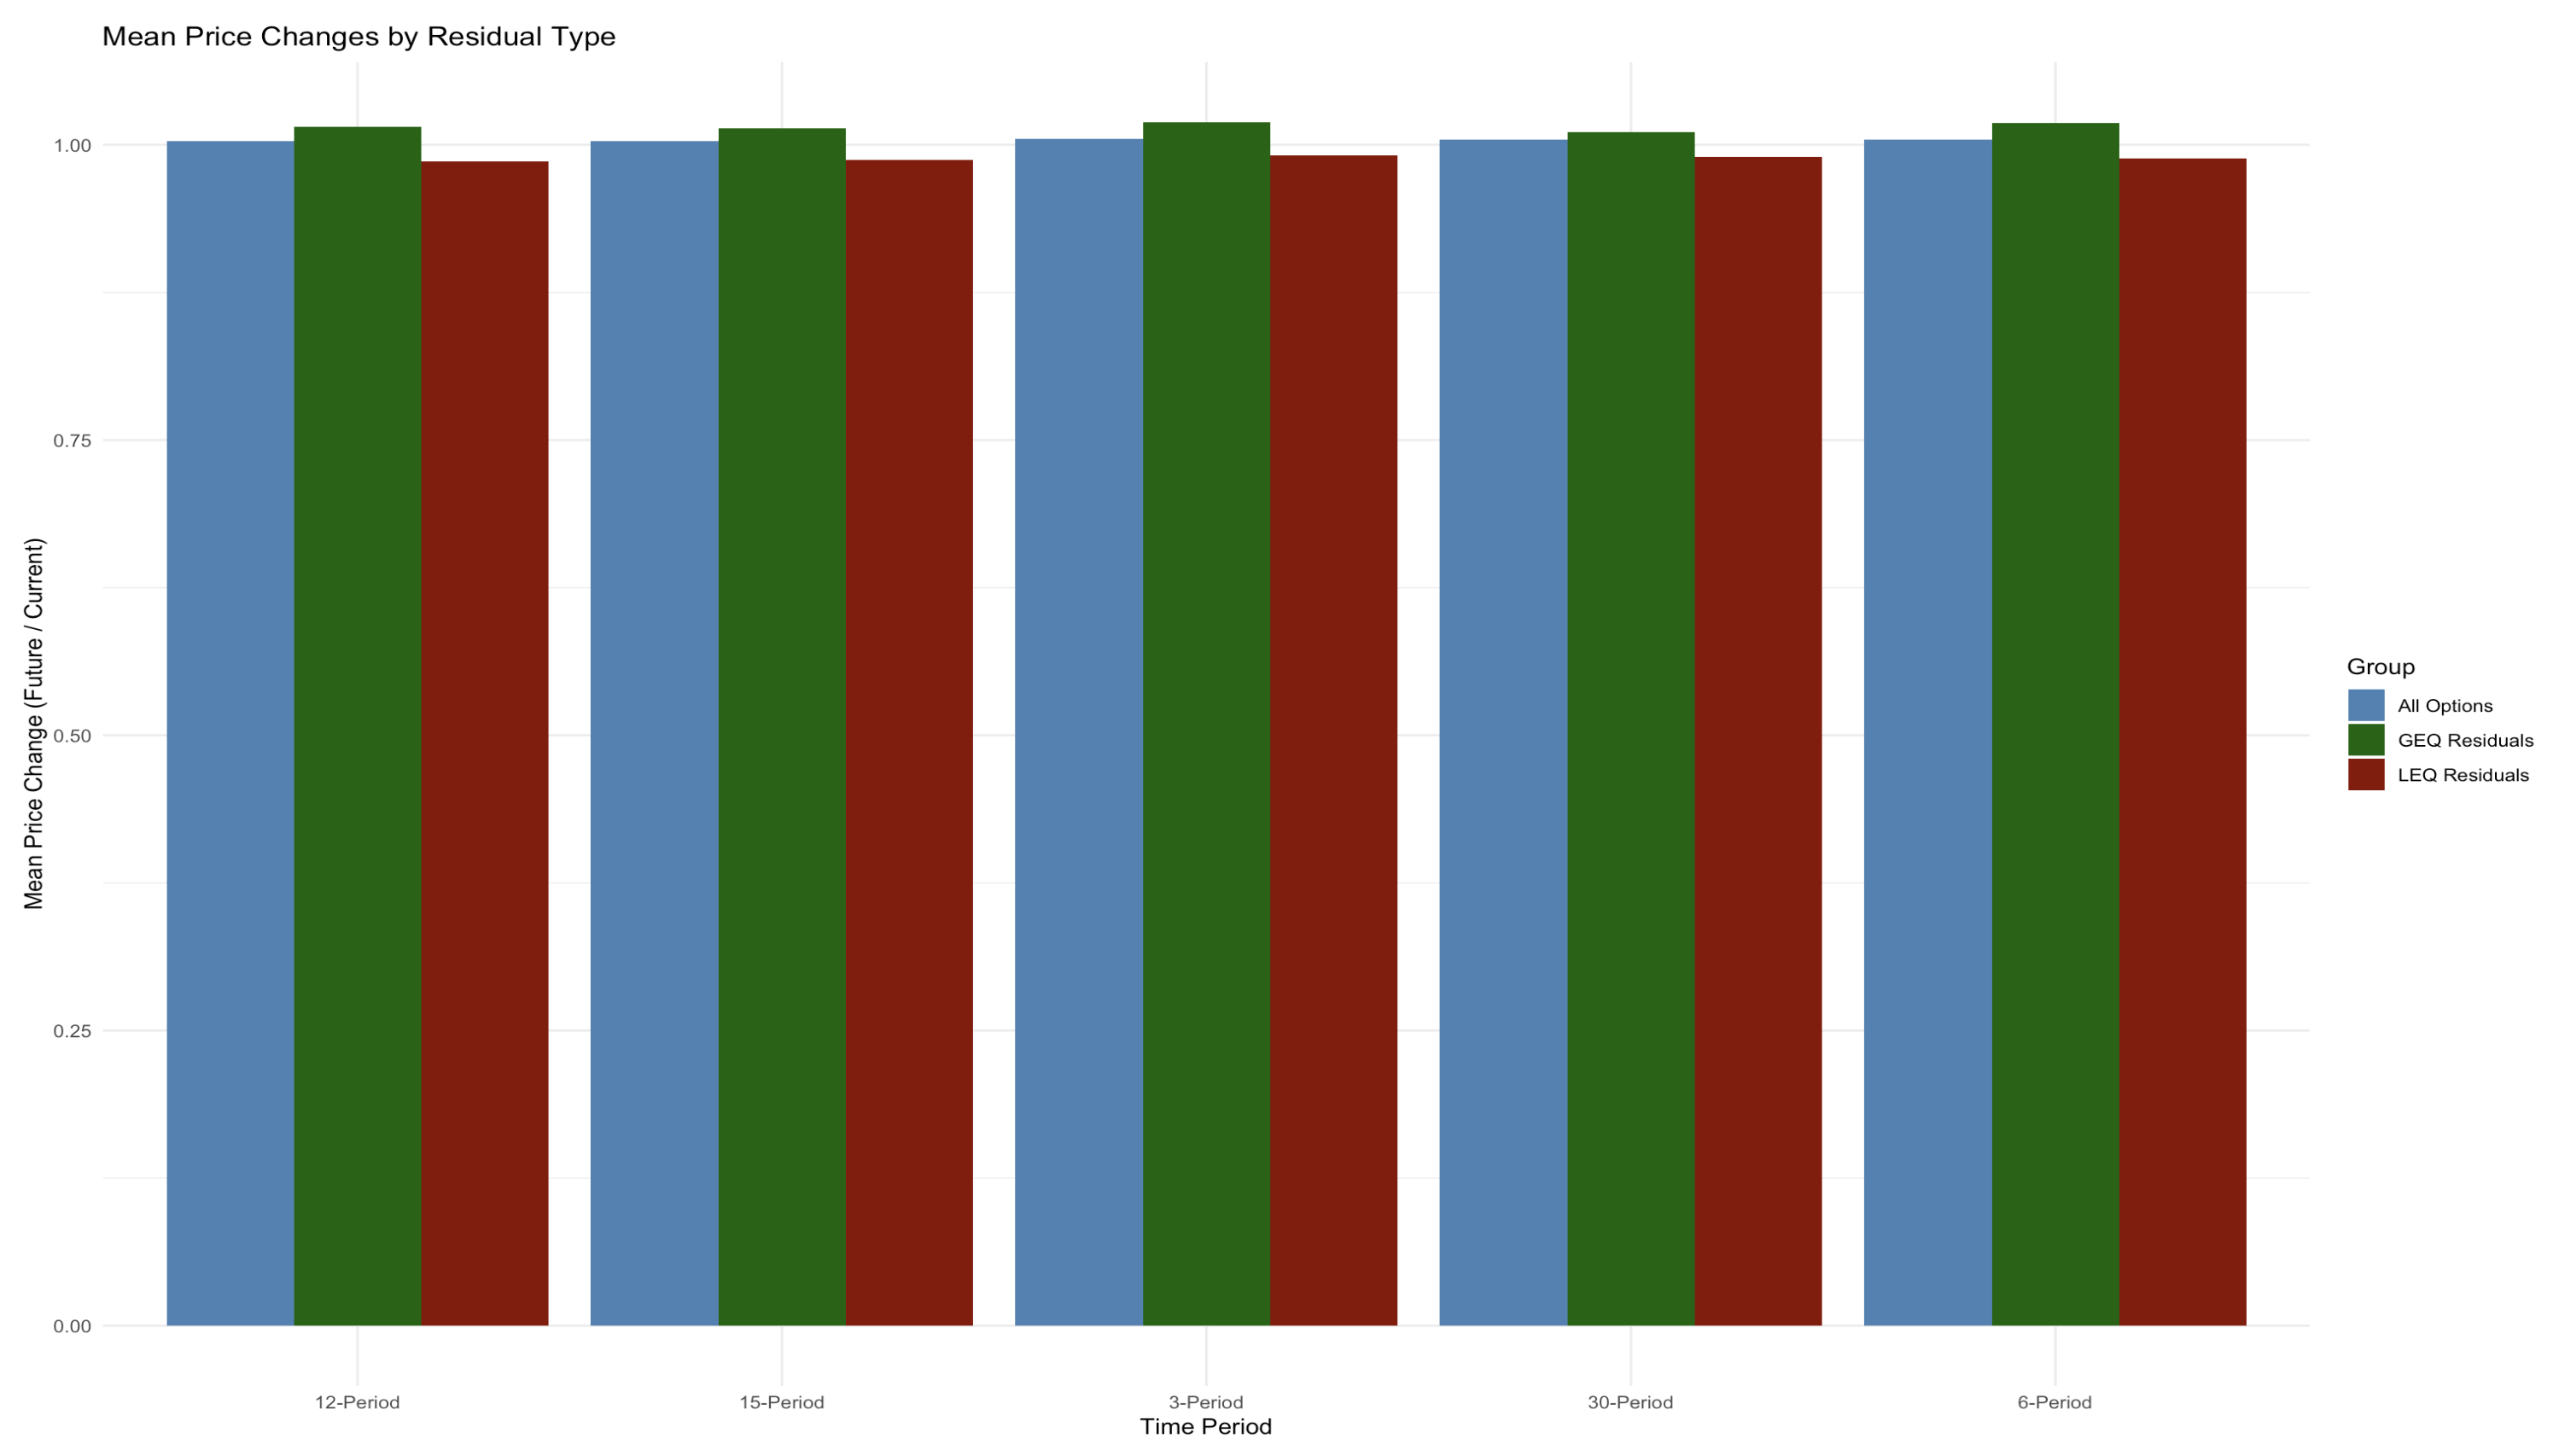 Mean Price Changes by Residual Type
Mean Price Change (Future / Current)
1.00
0.75
0.50
0.25
0.00
12-Period
15-Period
3-Period
30-Period
6-Period
Time Period
Group
All Options
GEQ Residuals
LEQ Residuals